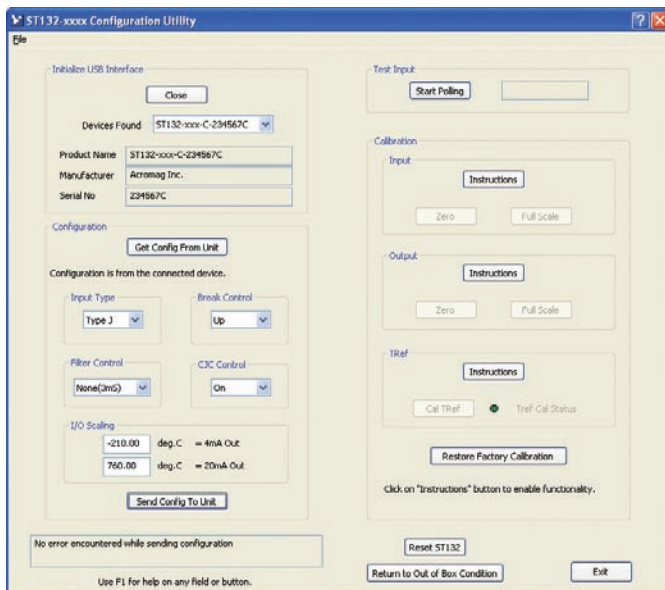 ST132-xxxx Configuration Utility
File
Initialize USB Interface
Close
Devices Found ST132-xxx-C-234567C
Product Name ST132-xxx-C-234567C
Manufacturer Acromag Inc.
Serial No 234567C
Configuration
Get Config From Unit
Configuration is from the connected device.
Input Type
Type J
Break Control
Up
Filter Control
None(3mS)
CJC Control
On
I/O Scaling
-210.00 deg.C = 4mA Out
760.00 deg.C = 20mA Out
Send Config To Unit
No error encountered while sending configuration
Use F1 for help on any field or button.
Test Input
Start Polling
Calibration
Input
Instructions
Zero Full Scale
Output
Instructions
Zero Full Scale
TRef
Instructions
Cal TRef Tref Cal Status
Restore Factory Calibration
Click on "Instructions" button to enable functionality.
Reset ST132
Return to Out of Box Condition
Exit